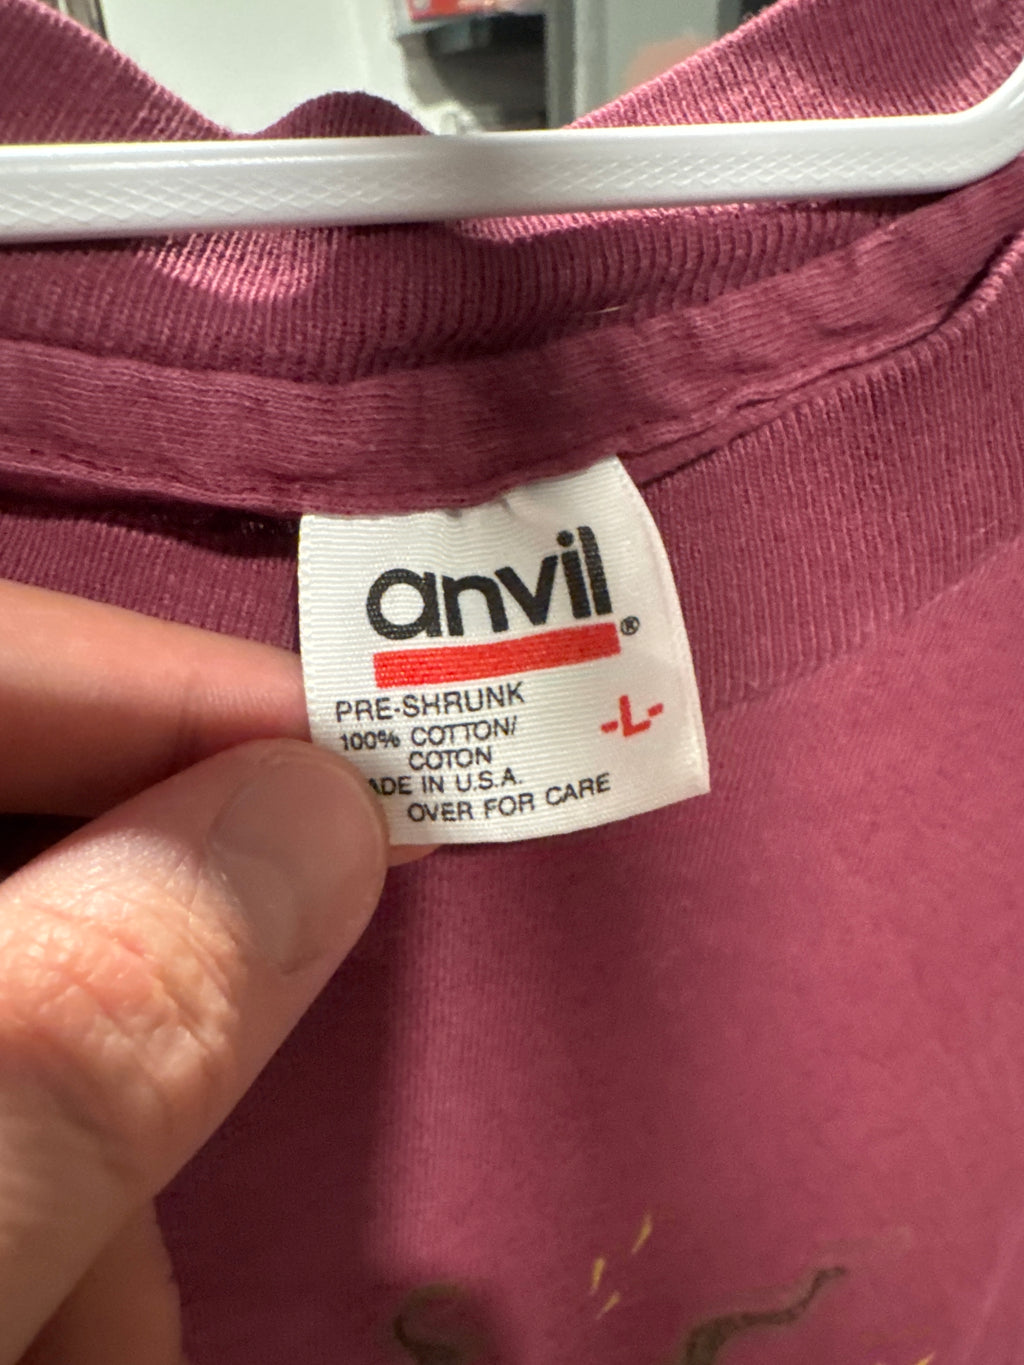 anvil®
PRE-SHRUNK
-L-
100% COTTON/
COTON
ADE IN U.S.A.
OVER FOR CARE